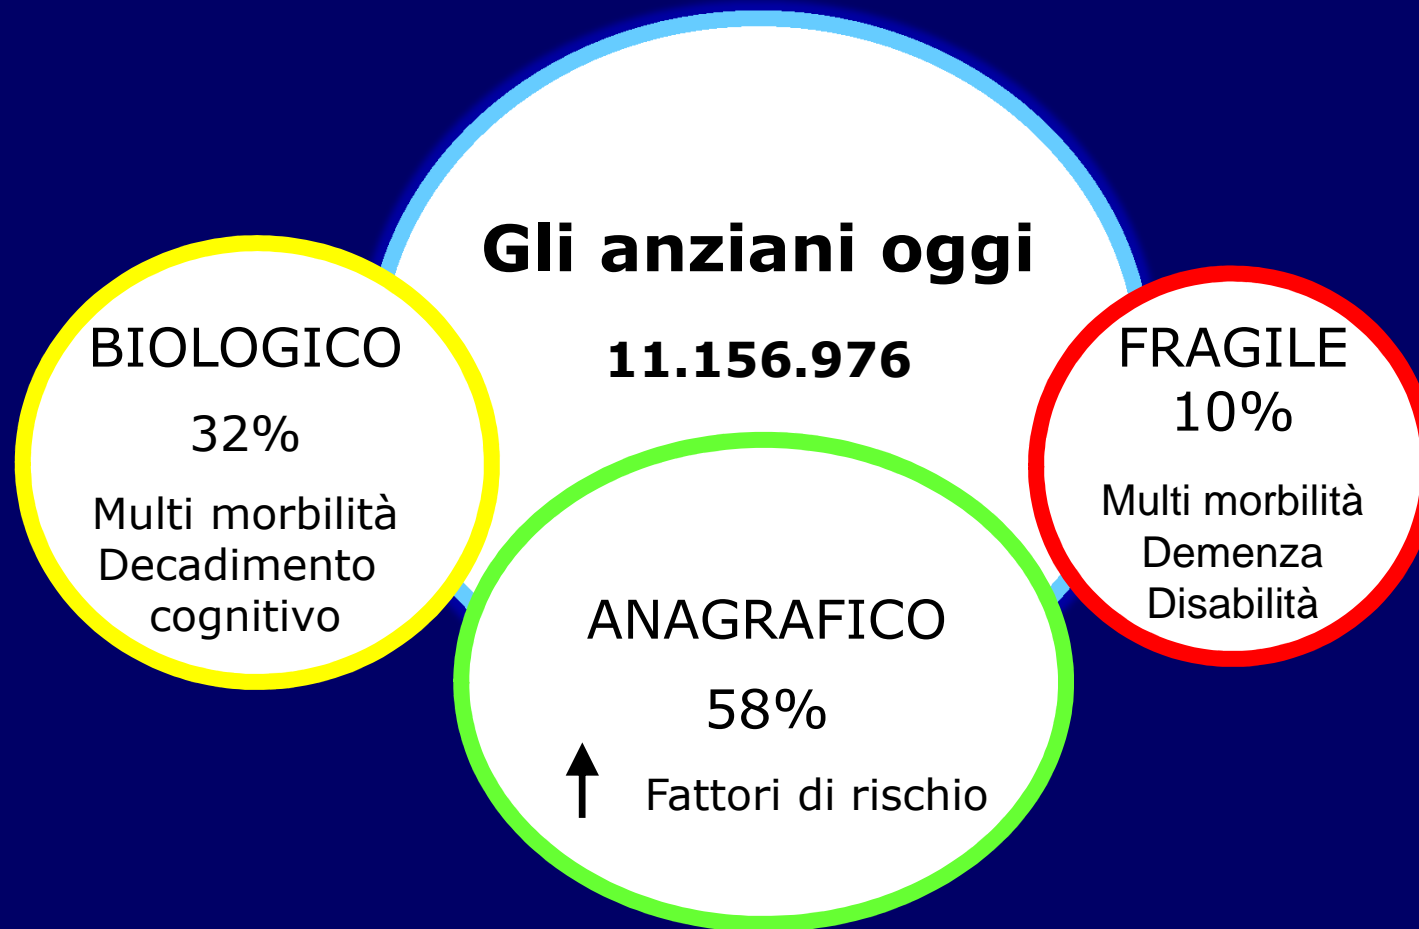 Gli anziani oggi
11.156.976
BIOLOGICO
32%
Multi morbilità
Decadimento
cognitivo
FRAGILE
10%
Multi morbilità
Demenza
Disabilità
ANAGRAFICO
58%
Fattori di rischio